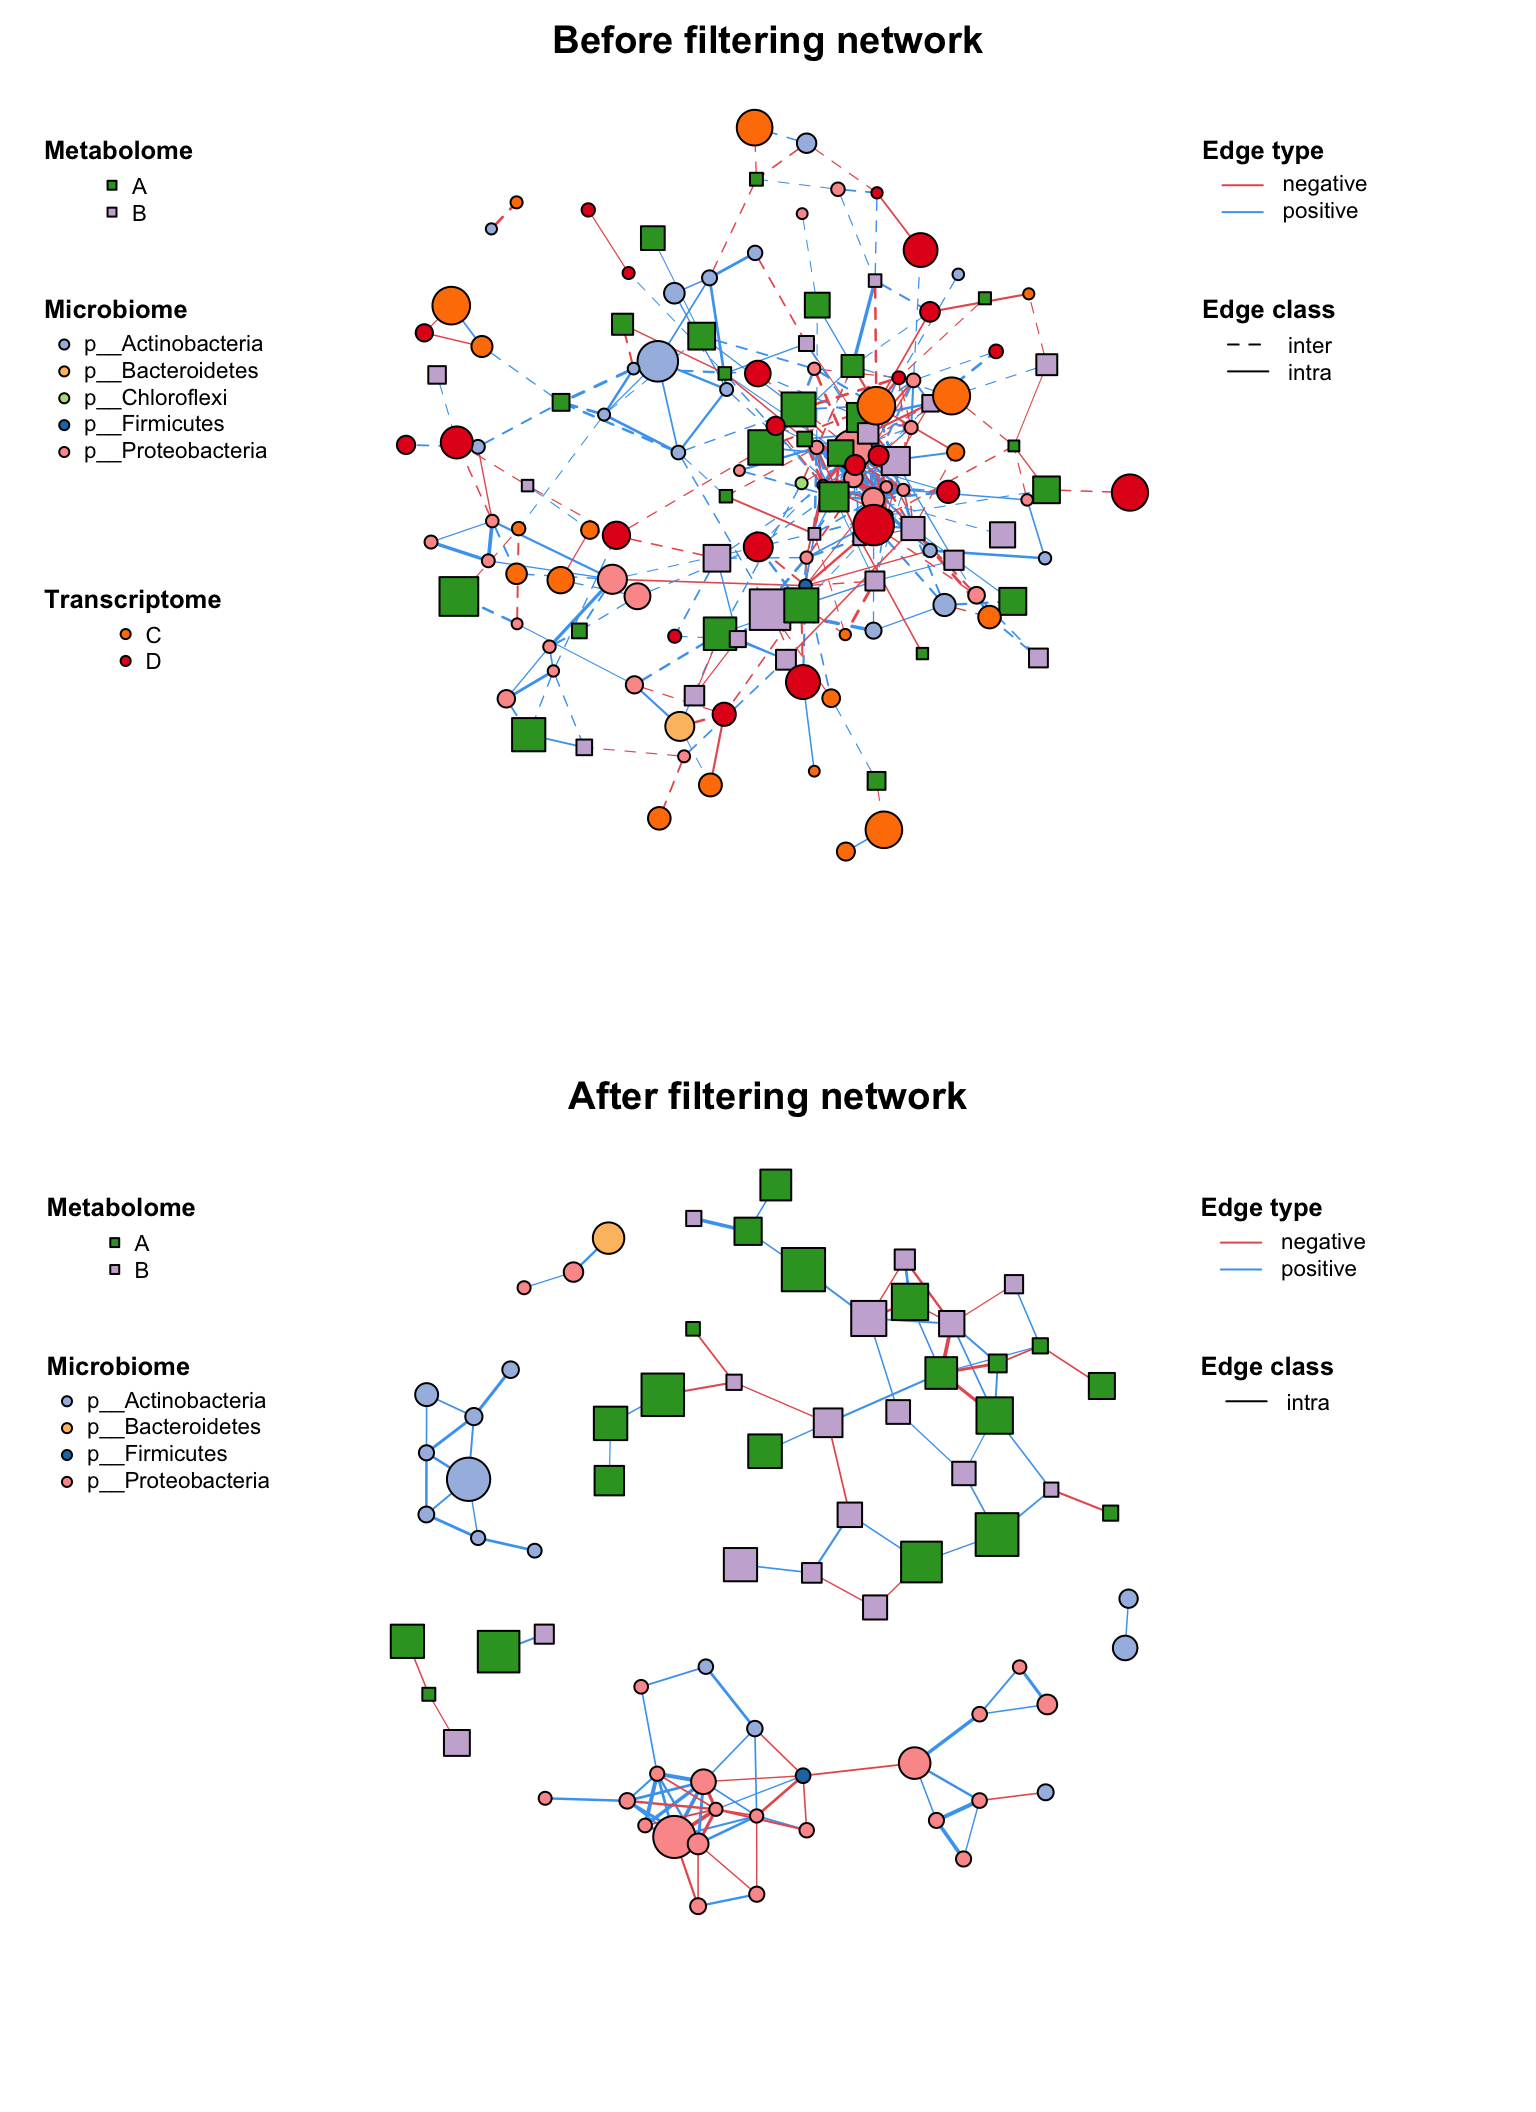 Before filtering network
Metabolome
A
B
Microbiome
p__Actinobacteria
p__Bacteroidetes
p__Chloroflexi
p__Firmicutes
p__Proteobacteria
Transcriptome
C
D
Edge type
negative
positive
Edge class
inter
intra
After filtering network
Metabolome
A
B
Microbiome
p__Actinobacteria
p__Bacteroidetes
p__Firmicutes
p__Proteobacteria
Edge type
negative
positive
Edge class
intra